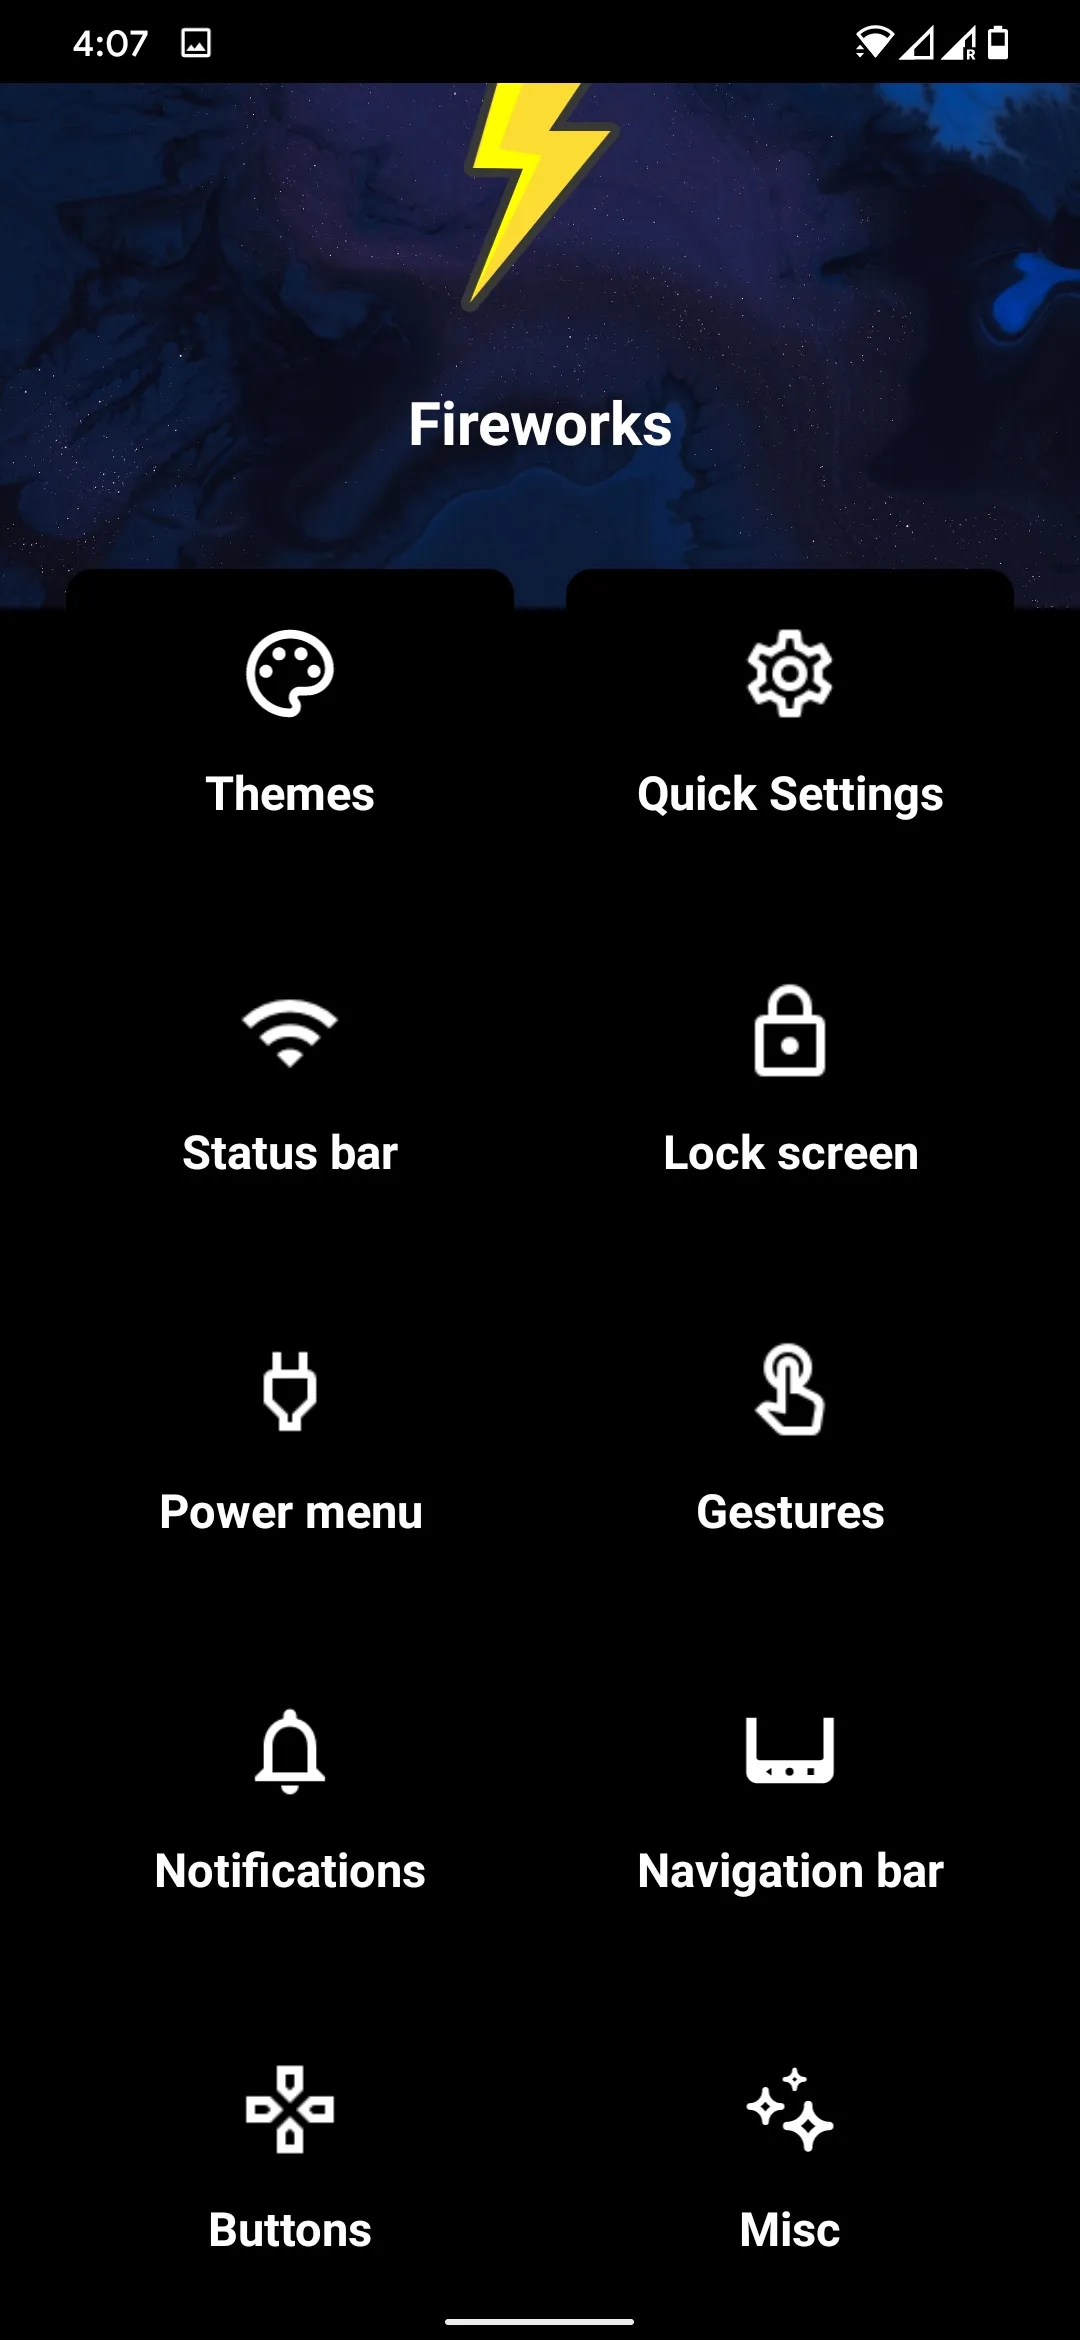 4:07
R
Fireworks
Themes
Quick Settings
Status bar
Lock screen
Power menu
Gestures
Notifications
Navigation bar
Buttons
Misc